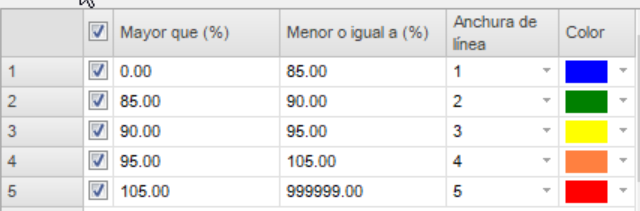 Mayor que (%) Menor o igual a (%) Anchura de línea Color
1 0.00 85.00 1
2 85.00 90.00 2
3 90.00 95.00 3
4 95.00 105.00 4
5 105.00 999999.00 5